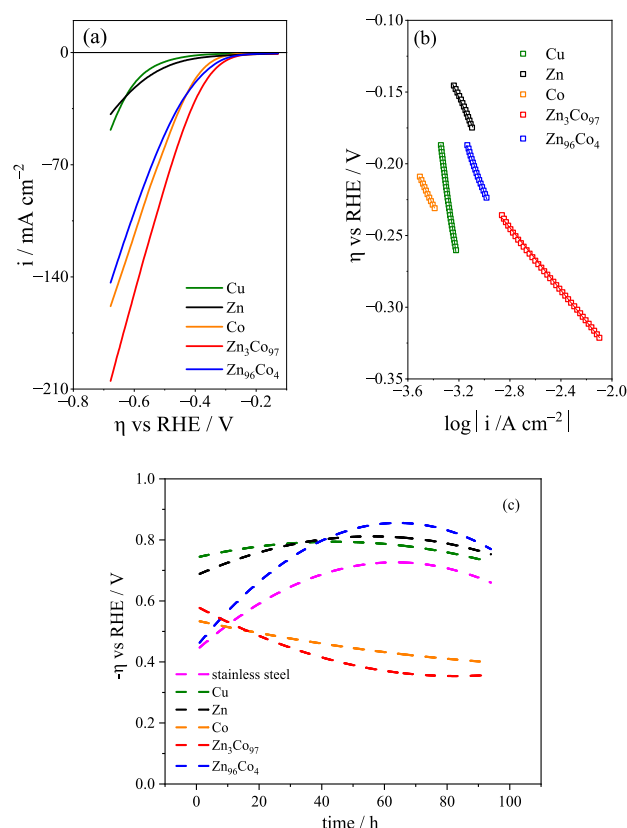 (a)
0
−70
−140
−210
i / mA cm⁻²
Cu
Zn
Co
Zn₃Co₉₇
Zn₉₆Co₄
−0.8 −0.6 −0.4 −0.2
η vs RHE / V
(b)
−0.10
−0.15
−0.20
−0.25
−0.30
−0.35
η vs RHE / V
Cu
Zn
Co
Zn₃Co₉₇
Zn₉₆Co₄
−3.6 −3.2 −2.8 −2.4 −2.0
log|i /A cm⁻²|
(c)
1.0
0.8
0.6
0.4
0.2
0.0
-η vs RHE / V
stainless steel
Cu
Zn
Co
Zn₃Co₉₇
Zn₉₆Co₄
0 20 40 60 80 100
time / h